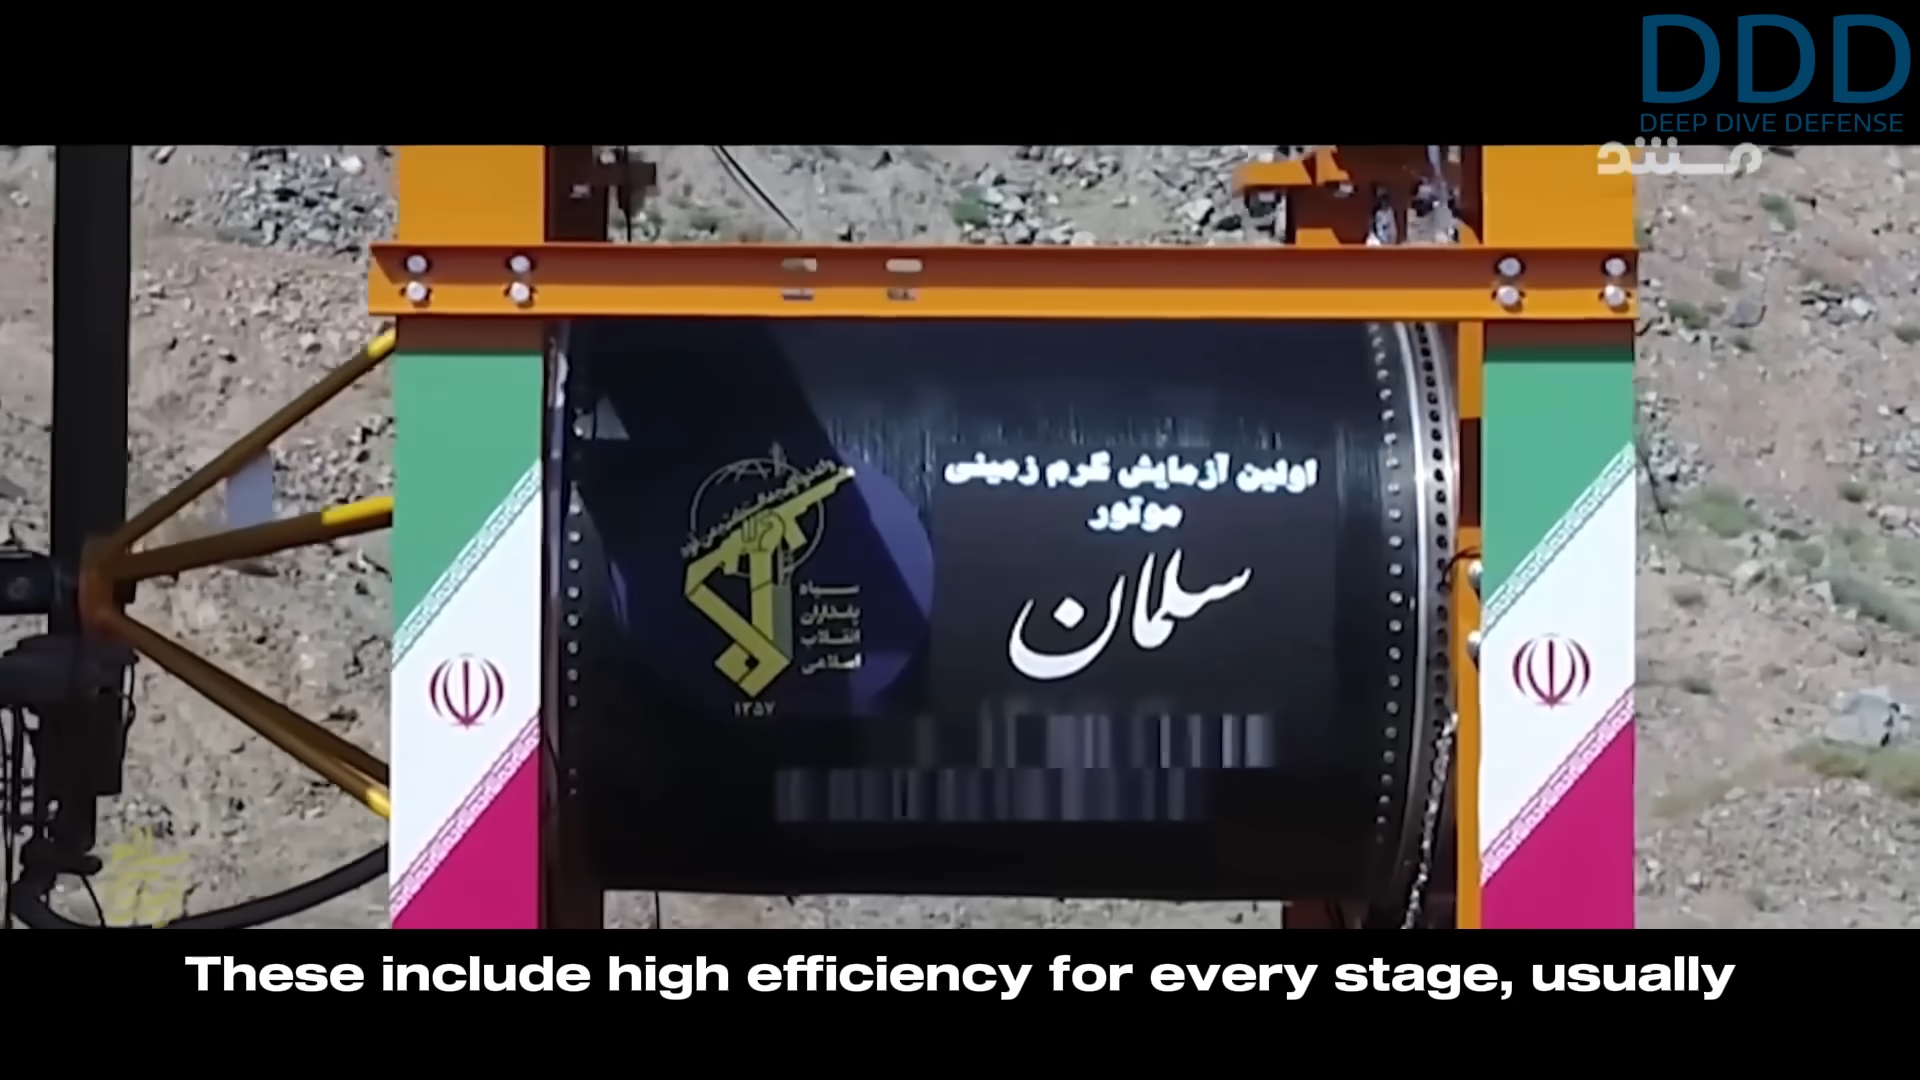 DDD
DEEP DIVE DEFENSE
مستند
اولین آزمایش گرم زمینی
موتور
سلمان
سپاه
پاسداران
انقلاب
اسلامی
۱۳۵۷
These include high efficiency for every stage, usually